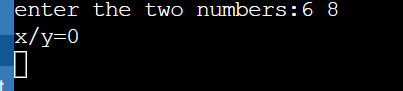 enter the two numbers:6 8
x/y=0
t